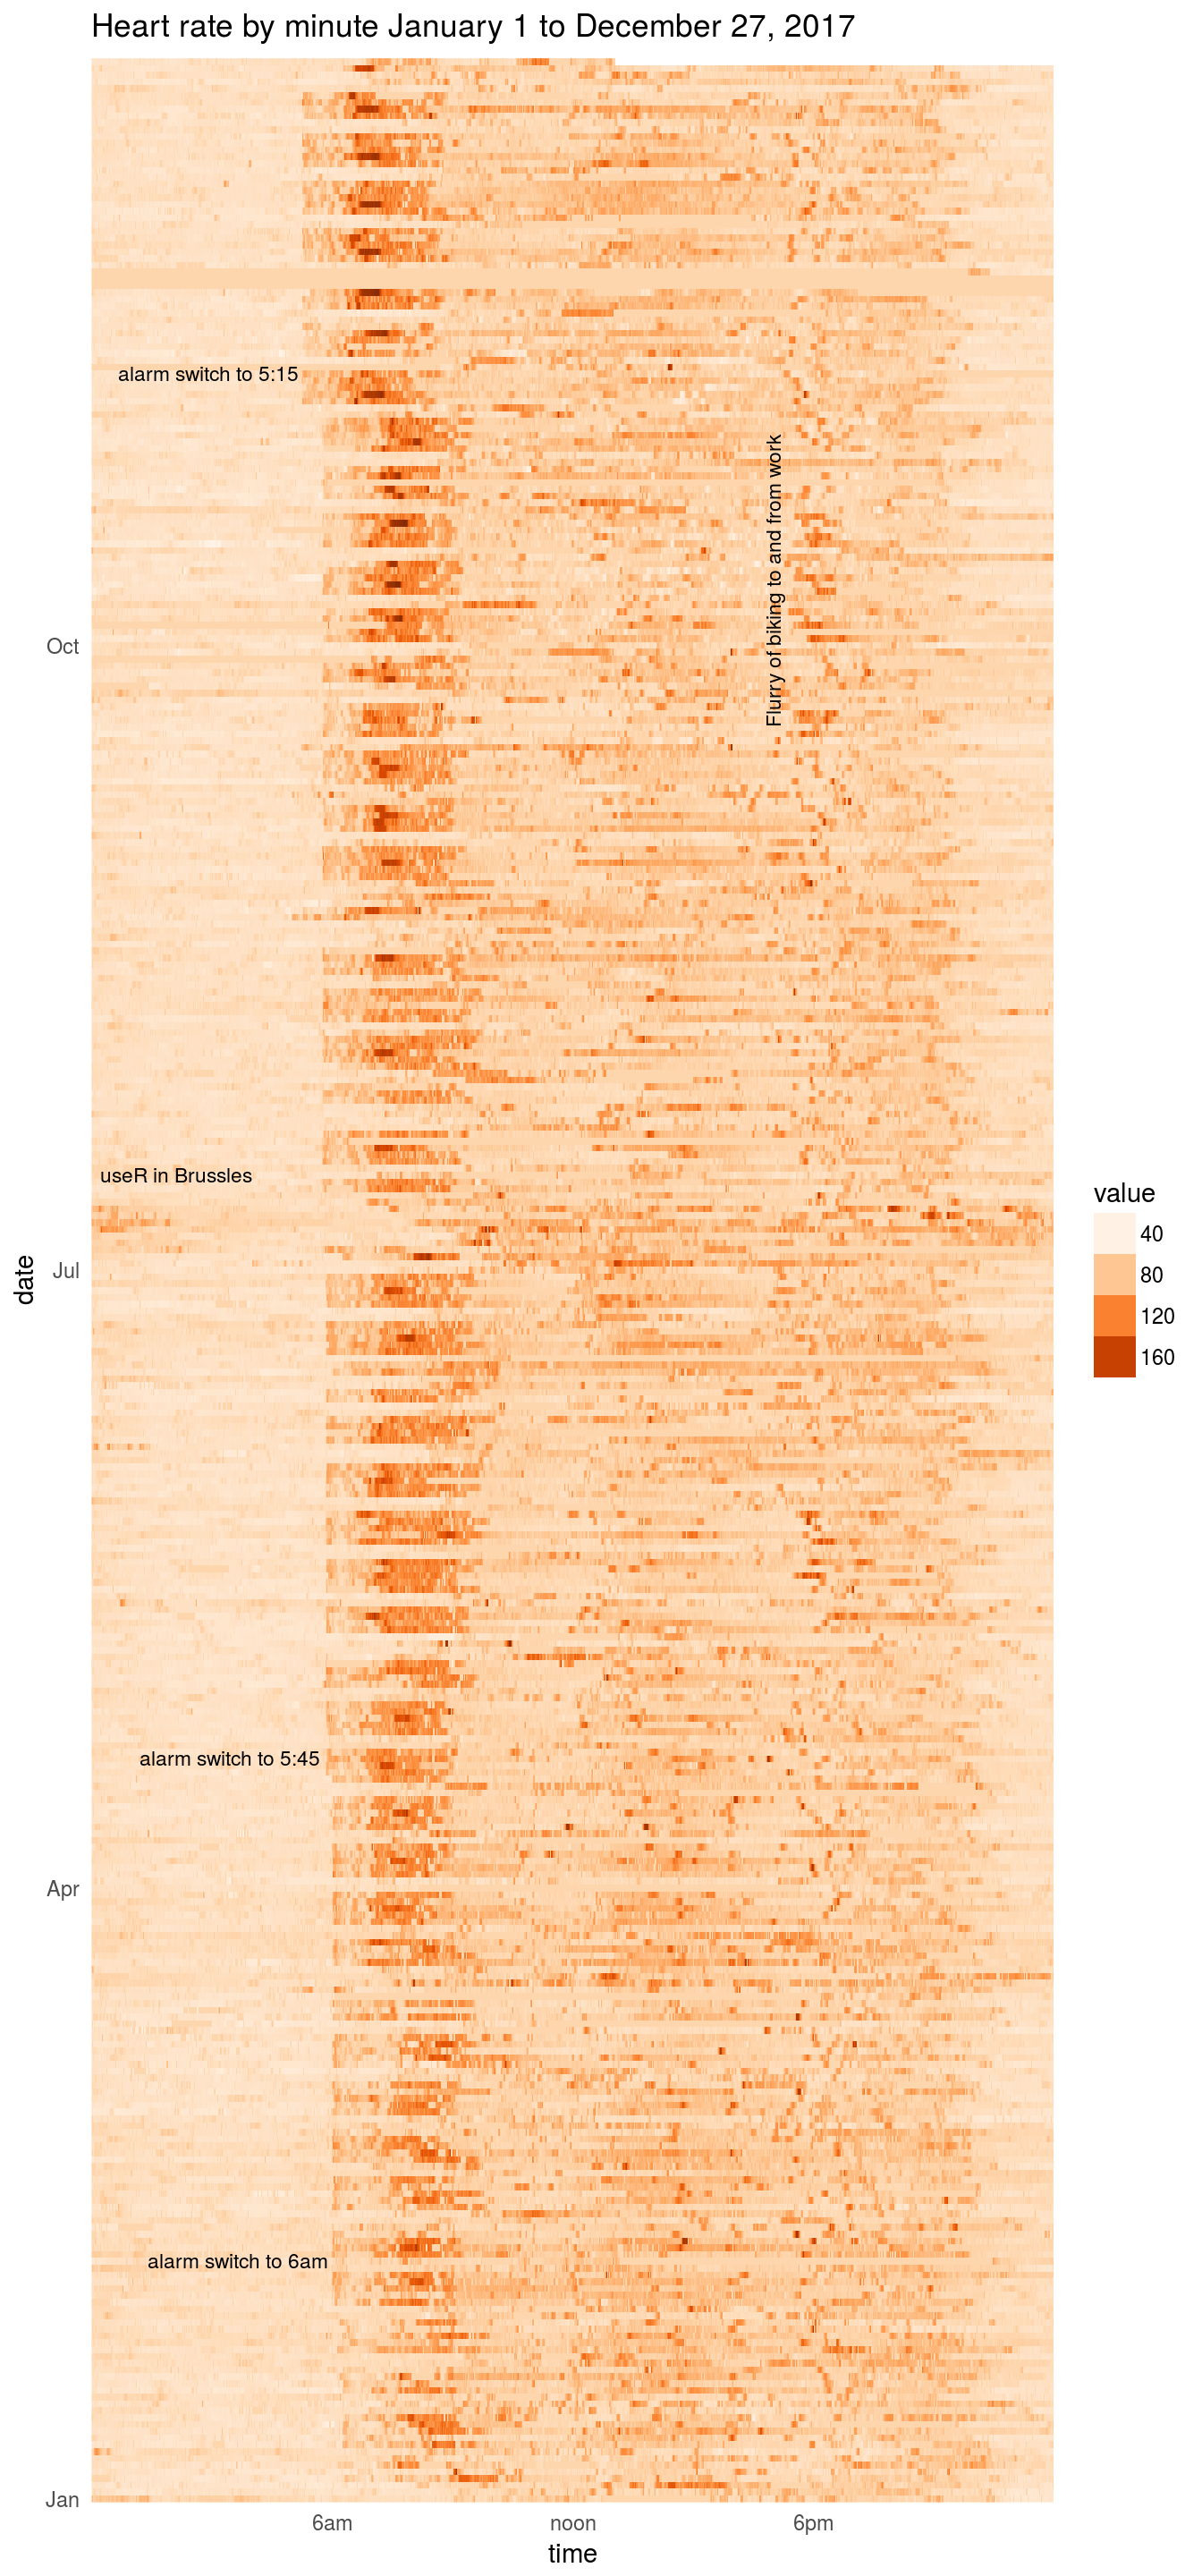 Heart rate by minute January 1 to December 27, 2017
alarm switch to 5:15
Flurry of biking to and from work
Oct
useR in Brussles
value
40
80
120
160
date
Jul
alarm switch to 5:45
Apr
alarm switch to 6am
Jan
6am
noon
6pm
time